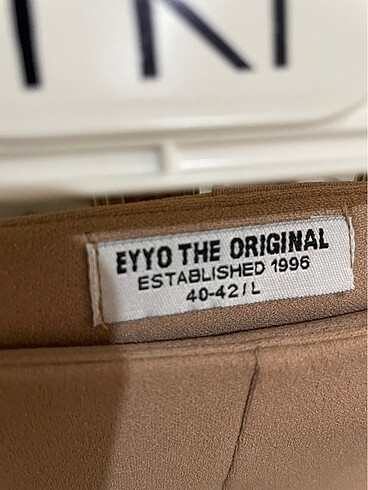 EYYO THE ORIGINAL
ESTABLISHED 1996
40-42/L